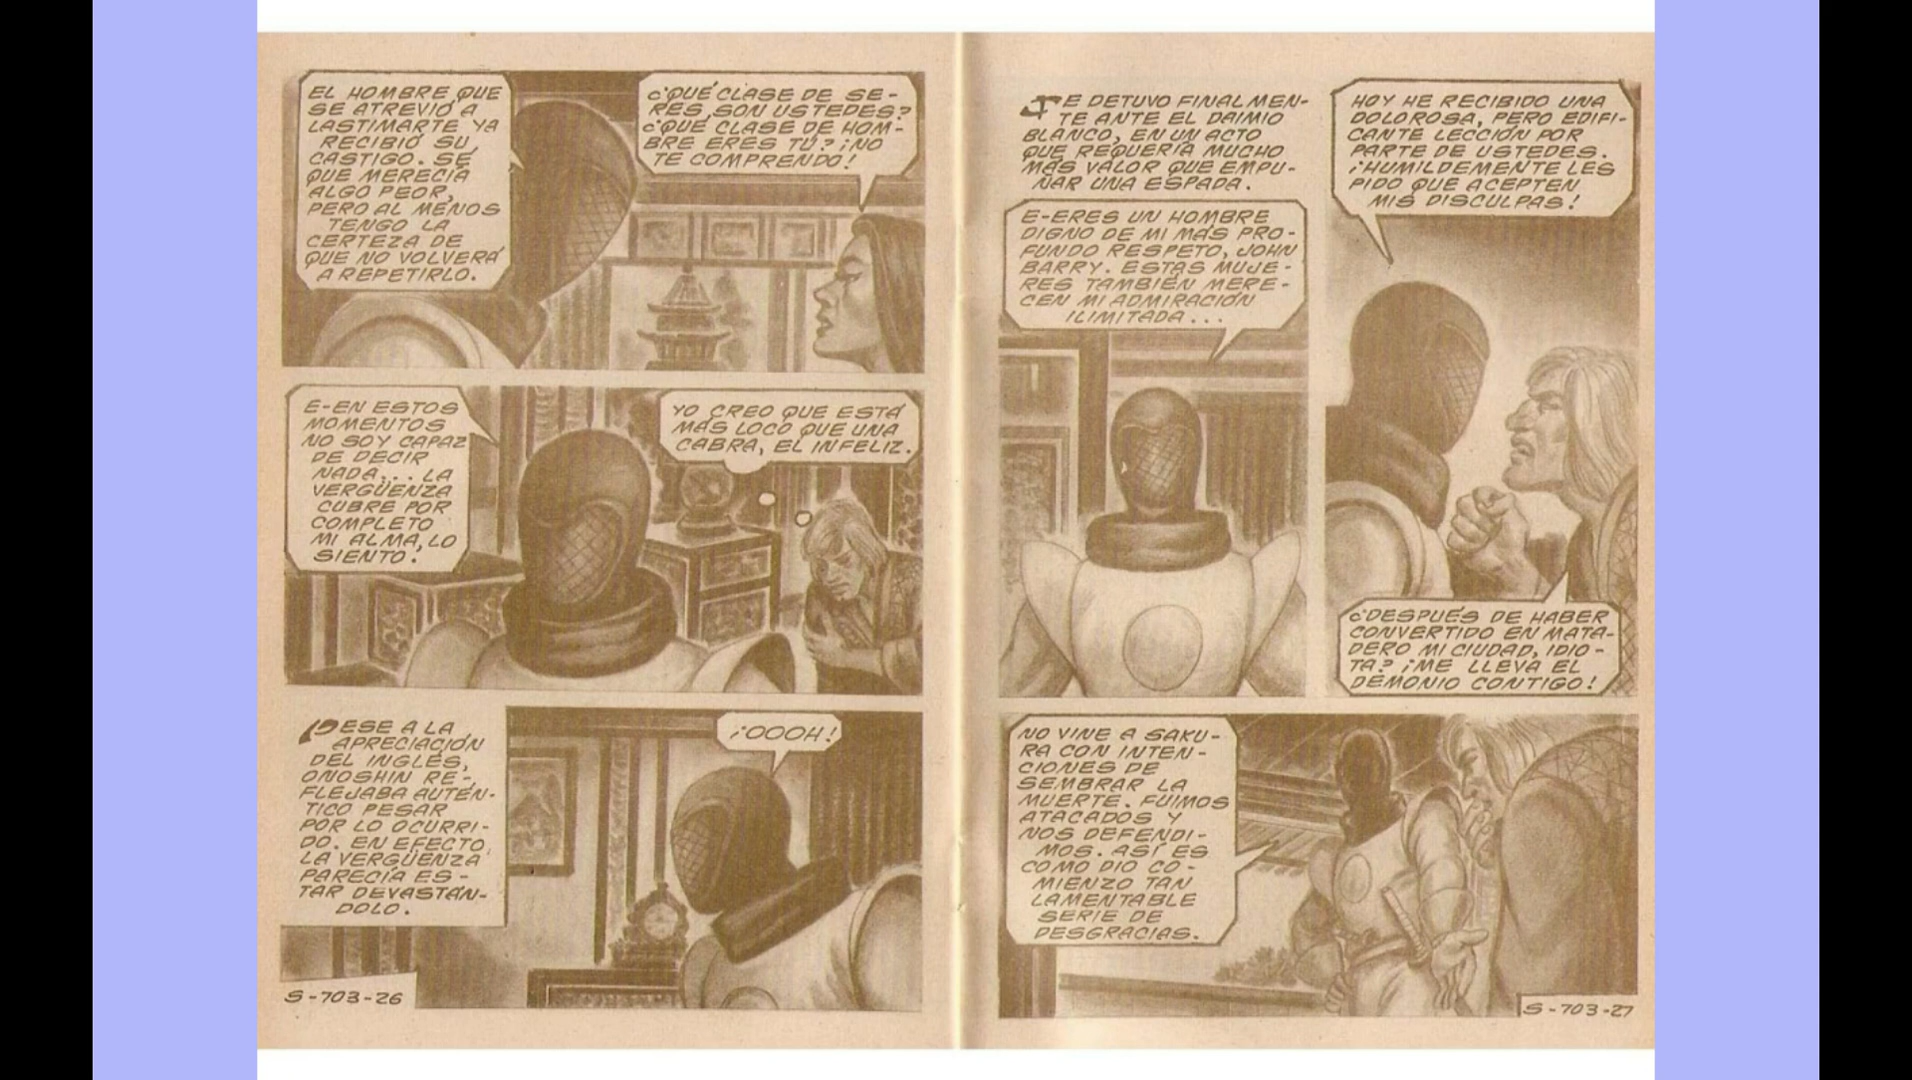 EL HOMBRE QUE
SE ATREVIÓ A
LASTIMARTE YA
RECIBIÓ SU
CASTIGO. SÉ
QUE MERECÍA
ALGO PEOR,
PERO AL MENOS
TENGO LA
CERTEZA DE
QUE NO VOLVERÁ
A REPETIRLO.
¿QUÉ CLASE DE SE-
RES SON USTEDES?
¿QUÉ CLASE DE HOM-
BRE ERES TÚ? ¡NO
TE COMPRENDO!
E-EN ESTOS
MOMENTOS
NO SOY CAPAZ
DE DECIR
NADA... LA
VERGÜENZA
CUBRE POR
COMPLETO
MI ALMA, LO
SIENTO.
YO CREO QUE ESTÁ
MÁS LOCO QUE UNA
CABRA, EL INFELIZ.
PESE A LA
APRECIACIÓN
DEL INGLÉS,
ONOSHIN RE-
FLEJABA AUTÉN-
TICO PESAR
POR LO OCURRI-
DO. EN EFECTO,
LA VERGÜENZA
PARECÍA ES-
TAR DEVASTÁN-
DOLO.
¡OOOH!
S-703-26
SE DETUVO FINALMEN-
TE ANTE EL DAIMIO
BLANCO, EN UN ACTO
QUE REQUERÍA MUCHO
MÁS VALOR QUE EMPU-
ÑAR UNA ESPADA.
E-ERES UN HOMBRE
DIGNO DE MI MÁS PRO-
FUNDO RESPETO, JOHN
BARRY. ESTAS MUJE-
RES TAMBIÉN MERE-
CEN MI ADMIRACIÓN
ILIMITADA...
HOY HE RECIBIDO UNA
DOLOROSA, PERO EDIFI-
CANTE LECCIÓN POR
PARTE DE USTEDES.
¡HUMILDEMENTE LES
PIDO QUE ACEPTEN
MIS DISCULPAS!
¿DESPUÉS DE HABER
CONVERTIDO EN MATA-
DERO MI CIUDAD, IDIO-
TA? ¡ME LLEVA EL
DEMONIO CONTIGO!
NO VINE A SAKU-
RA CON INTEN-
CIONES DE
SEMBRAR LA
MUERTE. FUIMOS
ATACADOS Y
NOS DEFENDI-
MOS. ASÍ ES
COMO DIO CO-
MIENZO TAN
LAMENTABLE
SERIE DE
DESGRACIAS.
S-703-27